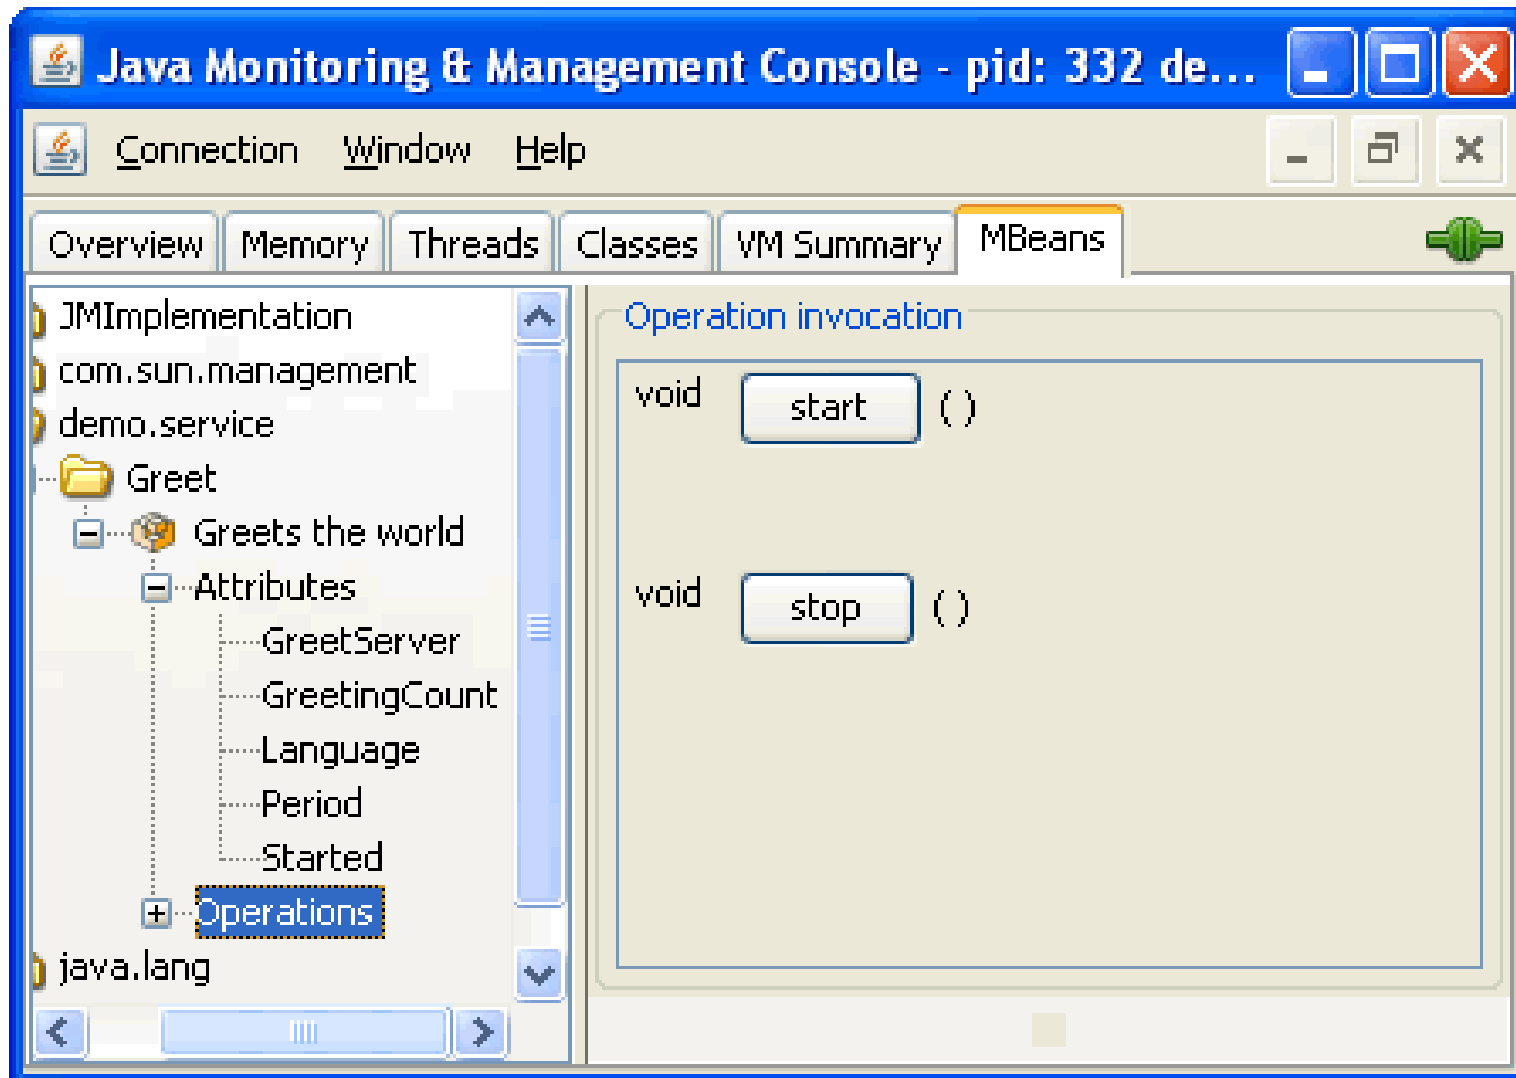 Java Monitoring & Management Console - pid: 332 de...
Connection Window Help
Overview Memory Threads Classes VM Summary MBeans
JMImplementation
com.sun.management
demo.service
Greet
Greets the world
Attributes
GreetServer
GreetingCount
Language
Period
Started
Operations
java.lang
Operation invocation
void start ( )
void stop ( )